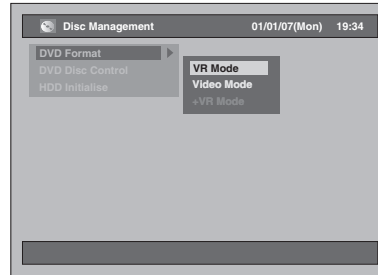 Disc Management 01/01/07(Mon) 19:34
DVD Format
DVD Disc Control
HDD Initialise
VR Mode
Video Mode
+VR Mode